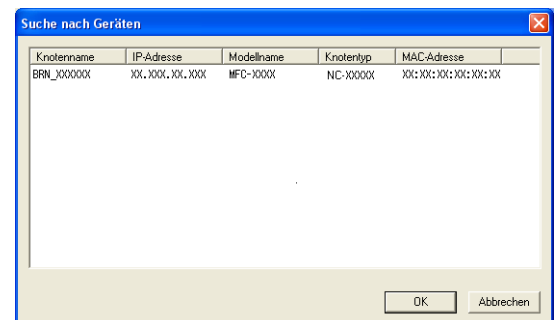 Suche nach Geräten
Knotenname IP-Adresse Modellname Knotentyp MAC-Adresse
BRN_XXXXXX XX.XXX.XX.XXX MFC-XXXX NC-XXXXX XX:XX:XX:XX:XX:XX
OK Abbrechen